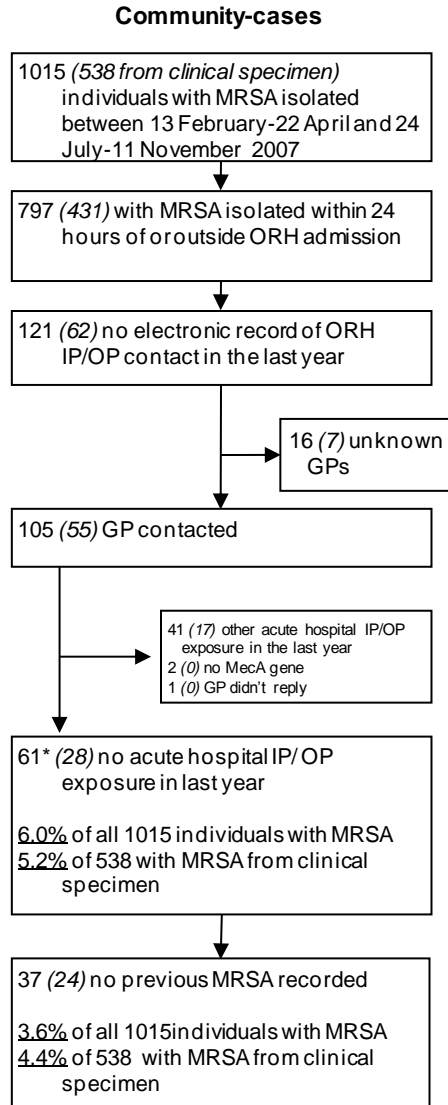 Community-cases
1015 (538 from clinical specimen)
individuals with MRSA isolated
between 13 February-22 April and 24
July-11 November 2007
797 (431) with MRSA isolated within 24
hours of or outside ORH admission
121 (62) no electronic record of ORH
IP/OP contact in the last year
16 (7) unknown
GPs
105 (55) GP contacted
41 (17) other acute hospital IP/OP
exposure in the last year
2 (0) no MecA gene
1 (0) GP didn't reply
61* (28) no acute hospital IP/ OP
exposure in last year
6.0% of all 1015 individuals with MRSA
5.2% of 538 with MRSA from clinical
specimen
37 (24) no previous MRSA recorded
3.6% of all 1015 individuals with MRSA
4.4% of 538 with MRSA from clinical
specimen